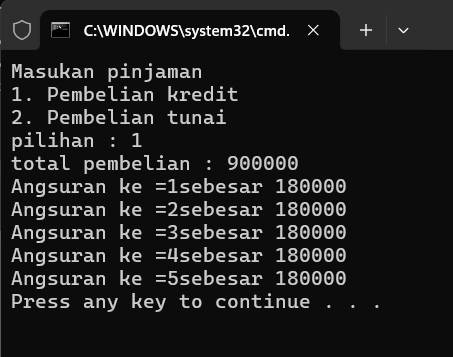 C:\WINDOWS\system32\cmd.
Masukan pinjaman
1. Pembelian kredit
2. Pembelian tunai
pilihan : 1
total pembelian : 900000
Angsuran ke =1sebesar 180000
Angsuran ke =2sebesar 180000
Angsuran ke =3sebesar 180000
Angsuran ke =4sebesar 180000
Angsuran ke =5sebesar 180000
Press any key to continue . . .